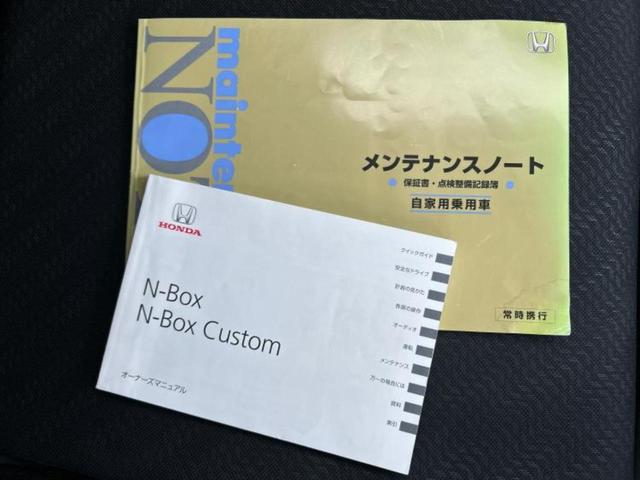 mainte
NO
メンテナンスノート
保証書・点検整備記録簿
自家用乗用車
常時携行
HONDA
N-Box
N-Box Custom
オーナーズマニュアル
クイックガイド
安全なドライブ
計器の見かた
各部の操作
オーディオ
運転
メンテナンス
万一の場合には
資料
索引